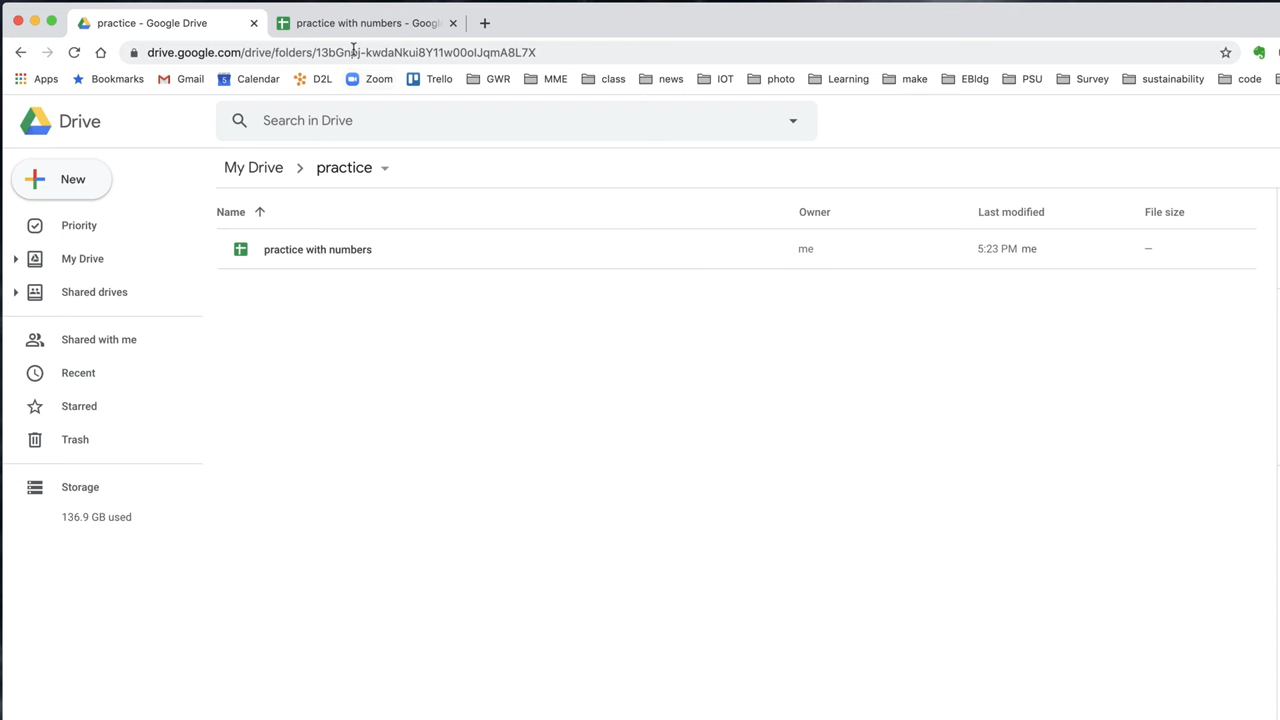 practice - Google Drive
practice with numbers - Goog
drive.google.com/drive/folders/
Apps Bookmarks Gmail Calendar D2L Zoom Trello GWR MME class news IOT photo Learning make EBldg PSU Survey sustainability code
Drive
Search in Drive
New
My Drive > practice
Name Owner Last modified File size
practice with numbers me 5:23 PM me —
Priority
My Drive
Shared drives
Shared with me
Recent
Starred
Trash
Storage
136.9 GB used